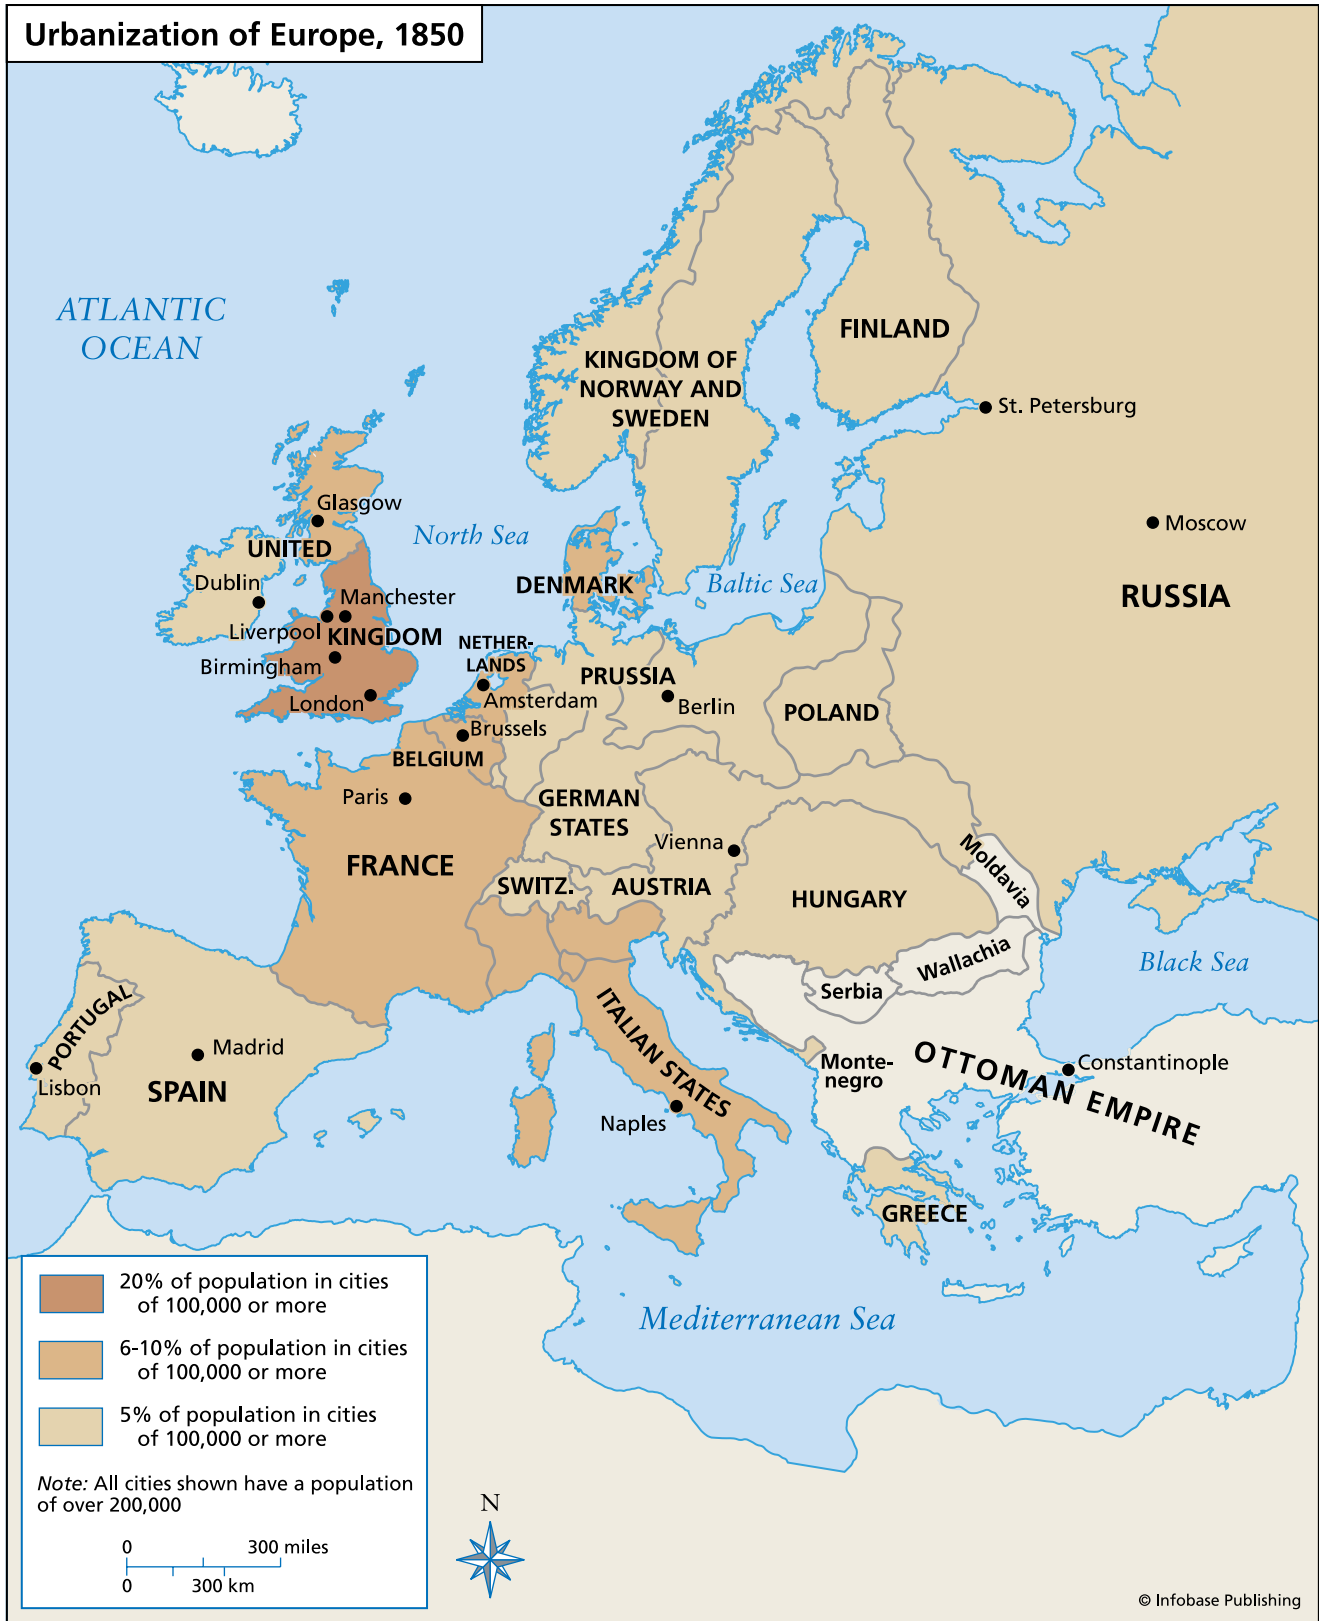 Urbanization of Europe, 1850
ATLANTIC
OCEAN
FINLAND
KINGDOM OF
NORWAY AND
SWEDEN
St. Petersburg
Glasgow
North Sea
Moscow
UNITED
Dublin
DENMARK
Baltic Sea
Manchester
RUSSIA
Liverpool
KINGDOM
NETHER-
LANDS
Birmingham
PRUSSIA
London
Amsterdam
Berlin
POLAND
Brussels
BELGIUM
Paris
GERMAN
STATES
Vienna
FRANCE
Moldavia
SWITZ.
AUSTRIA
HUNGARY
Wallachia
Black Sea
Serbia
PORTUGAL
ITALIAN STATES
Madrid
Lisbon
SPAIN
Monte-
negro
OTTOMAN EMPIRE
Constantinople
Naples
GREECE
Mediterranean Sea
20% of population in cities
of 100,000 or more
6-10% of population in cities
of 100,000 or more
5% of population in cities
of 100,000 or more
Note: All cities shown have a population
of over 200,000
0 300 miles
0 300 km
N
© Infobase Publishing